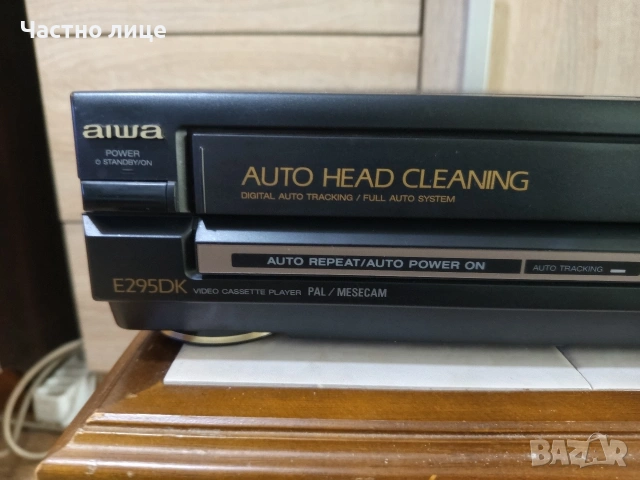 Частно лице
aiwa
POWER
STANDBY/ON
AUTO HEAD CLEANING
DIGITAL AUTO TRACKING / FULL AUTO SYSTEM
AUTO REPEAT/AUTO POWER ON
AUTO TRACKING
E295DK VIDEO CASSETTE PLAYER PAL/MESECAM
BAZAR